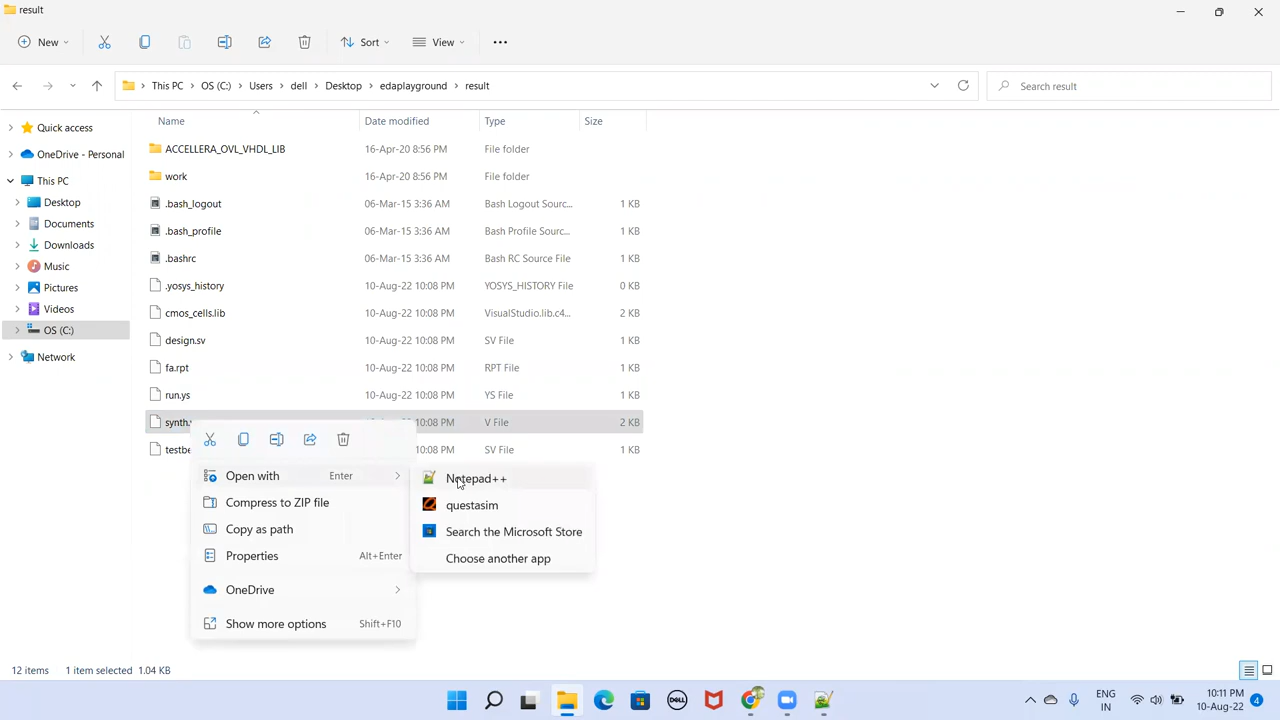 result
New
Sort
View
This PC > OS (C:) > Users > dell > Desktop > edaplayground > result
Search result
Name Date modified Type Size
Quick access
OneDrive - Personal
This PC
Desktop
Documents
Downloads
Music
Pictures
Videos
OS (C:)
Network
ACCELLERA_OVL_VHDL_LIB 16-Apr-20 8:56 PM File folder
work 16-Apr-20 8:56 PM File folder
.bash_logout 06-Mar-15 3:36 AM Bash Logout Sourc... 1 KB
.bash_profile 06-Mar-15 3:36 AM Bash Profile Sourc... 1 KB
.bashrc 06-Mar-15 3:36 AM Bash RC Source File 1 KB
.yosys_history 10-Aug-22 10:08 PM YOSYS_HISTORY File 0 KB
cmos_cells.lib 10-Aug-22 10:08 PM VisualStudio.lib.c4... 2 KB
design.sv 10-Aug-22 10:08 PM SV File 1 KB
fa.rpt 10-Aug-22 10:08 PM RPT File 1 KB
run.ys 10-Aug-22 10:08 PM YS File 1 KB
synth. 10:08 PM V File 2 KB
testbe 10:08 PM SV File 1 KB
Open with Enter
Compress to ZIP file
Copy as path
Properties Alt+Enter
OneDrive
Show more options Shift+F10
Notepad++
questasim
Search the Microsoft Store
Choose another app
12 items 1 item selected 1.04 KB
DELL
ENG
IN
10:11 PM
10-Aug-22
4